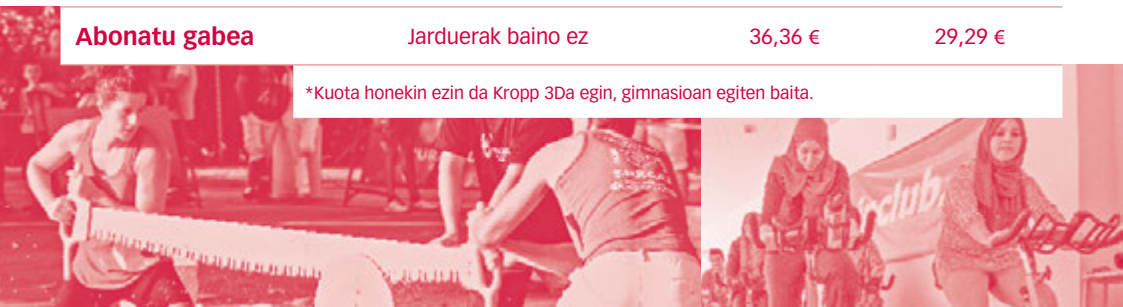 Abonatu gabea Jarduerak baino ez 36,36 € 29,29 €
*Kuota honekin ezin da Kropp 3Da egin, gimnasioan egiten baita.
club